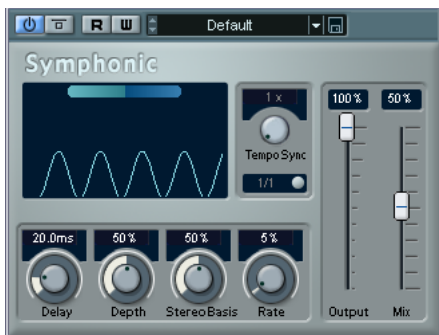 R W Default
Symphonic
1 x
100 % 50 %
Tempo Sync
1/1
20.0ms 50 % 50 % 5 %
Delay Depth Stereo Basis Rate Output Mix